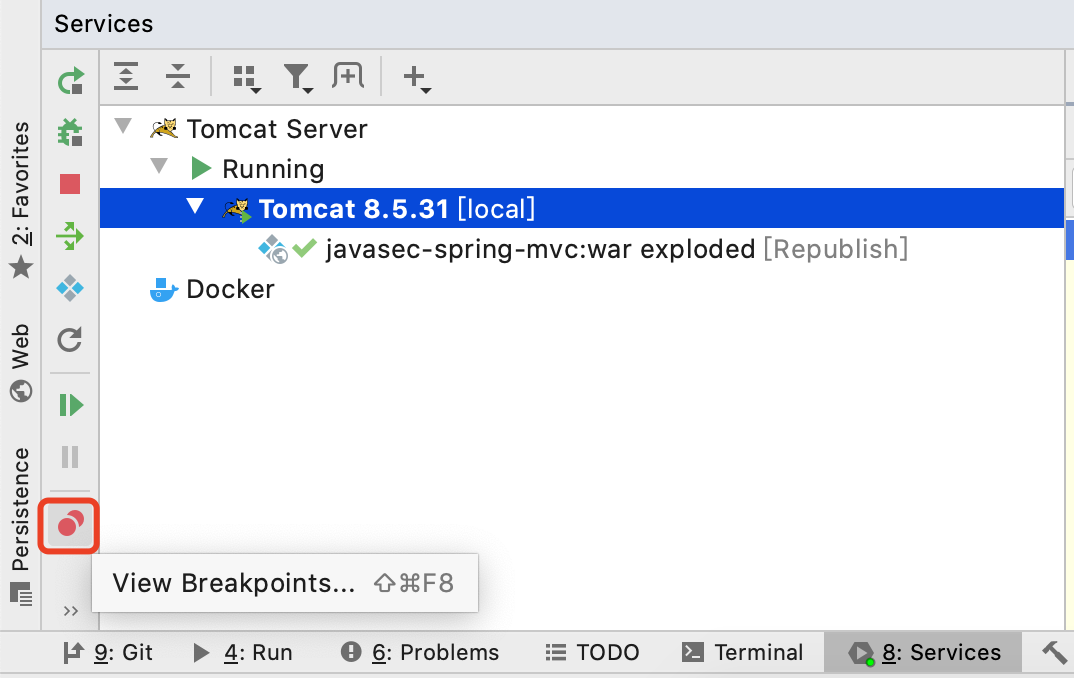 Services
2: Favorites
Web
Persistence
Tomcat Server
Running
Tomcat 8.5.31 [local]
javasec-spring-mvc:war exploded [Republish]
Docker
View Breakpoints... ⇧⌘F8
9: Git 4: Run 6: Problems TODO Terminal 8: Services